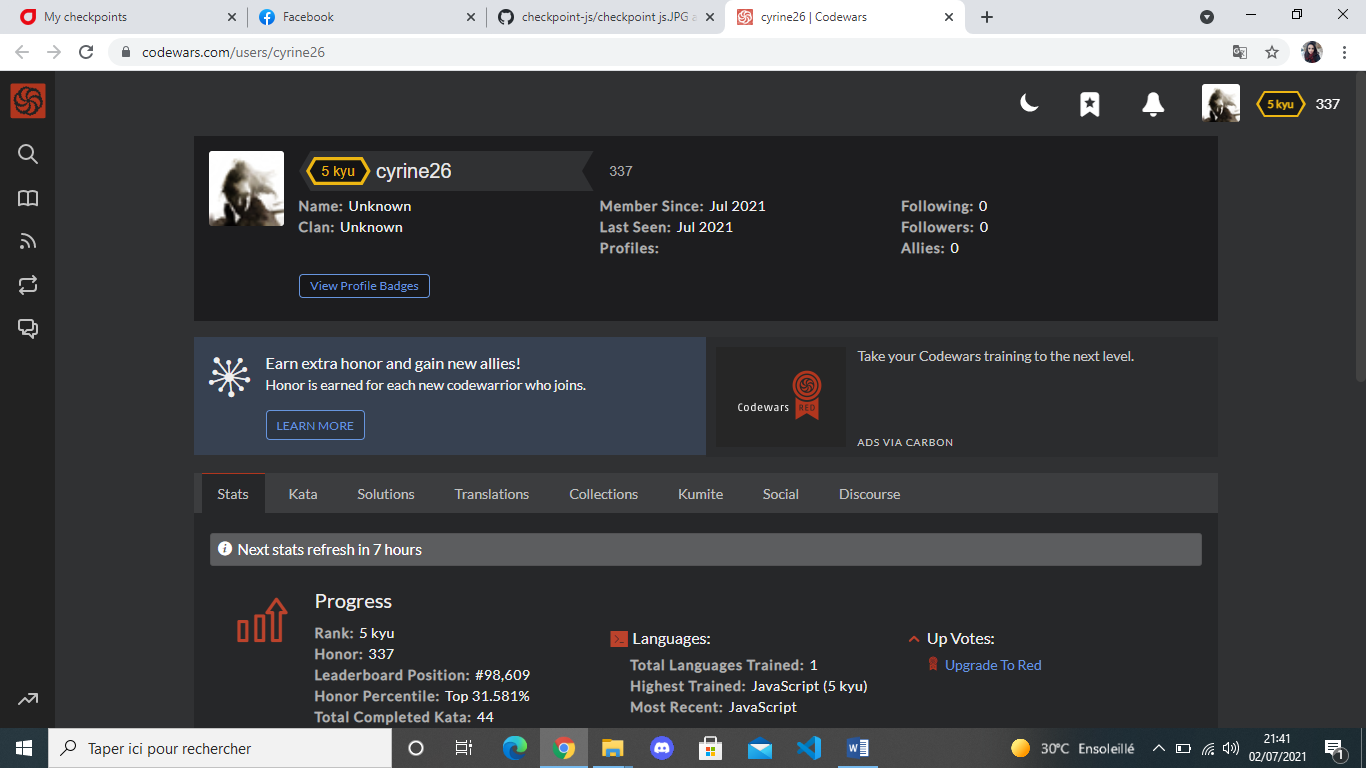 My checkpoints
Facebook
checkpoint-js/checkpoint js.JPG a
cyrine26 | Codewars
codewars.com/users/cyrine26
5 kyu 337
5 kyu cyrine26 337
Name: Unknown
Clan: Unknown
Member Since: Jul 2021
Last Seen: Jul 2021
Profiles:
Following: 0
Followers: 0
Allies: 0
View Profile Badges
Earn extra honor and gain new allies!
Honor is earned for each new codewarrior who joins.
LEARN MORE
Codewars RED
Take your Codewars training to the next level.
ADS VIA CARBON
Stats Kata Solutions Translations Collections Kumite Social Discourse
Next stats refresh in 7 hours
Progress
Rank: 5 kyu
Honor: 337
Leaderboard Position: #98,609
Honor Percentile: Top 31.581%
Total Completed Kata: 44
Languages:
Total Languages Trained: 1
Highest Trained: JavaScript (5 kyu)
Most Recent: JavaScript
Up Votes:
Upgrade To Red
Taper ici pour rechercher
30°C Ensoleillé
21:41
02/07/2021
1